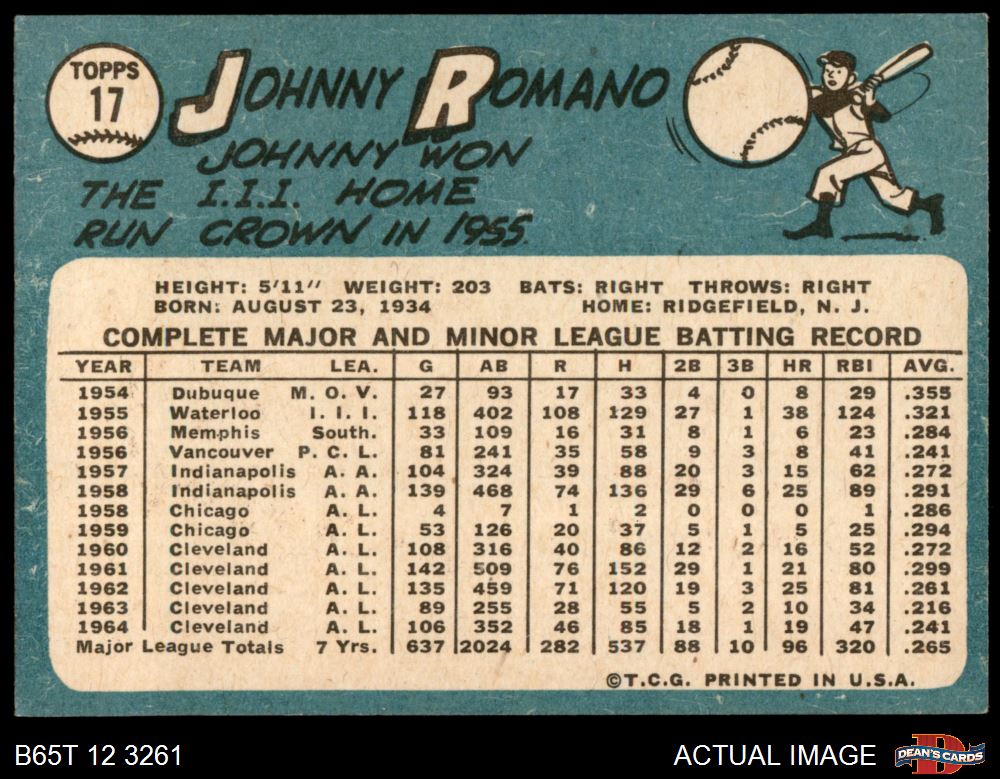 TOPPS
17
JOHNNY ROMANO
JOHNNY WON
THE I.I.I. HOME
RUN CROWN IN 1955.
HEIGHT: 5'11" WEIGHT: 203 BATS: RIGHT THROWS: RIGHT
BORN: AUGUST 23, 1934 HOME: RIDGEFIELD, N. J.
COMPLETE MAJOR AND MINOR LEAGUE BATTING RECORD
YEAR TEAM LEA. G AB R H 2B 3B HR RBI AVG.
1954 Dubuque M. O. V. 27 93 17 33 4 0 8 29 .355
1955 Waterloo I. I. I. 118 402 108 129 27 1 38 124 .321
1956 Memphis South. 33 109 16 31 8 1 6 23 .284
1956 Vancouver P. C. L. 81 241 35 58 9 3 8 41 .241
1957 Indianapolis A. A. 104 324 39 88 20 3 15 62 .272
1958 Indianapolis A. A. 139 468 74 136 29 6 25 89 .291
1958 Chicago A. L. 4 7 1 2 0 0 0 1 .286
1959 Chicago A. L. 53 126 20 37 5 1 5 25 .294
1960 Cleveland A. L. 108 316 40 86 12 2 16 52 .272
1961 Cleveland A. L. 142 509 76 152 29 1 21 80 .299
1962 Cleveland A. L. 135 459 71 120 19 3 25 81 .261
1963 Cleveland A. L. 89 255 28 55 5 2 10 34 .216
1964 Cleveland A. L. 106 352 46 85 18 1 19 47 .241
Major League Totals 7 Yrs. 637 2024 282 537 88 10 96 320 .265
©T.C.G. PRINTED IN U.S.A.
B65T 12 3261 ACTUAL IMAGE DEAN'S CARDS